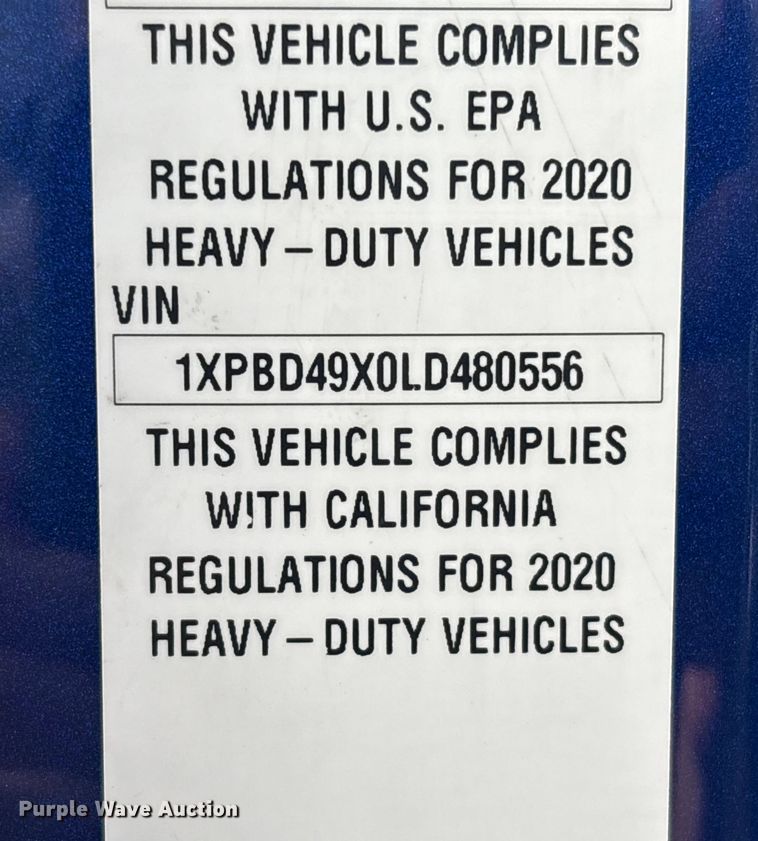 THIS VEHICLE COMPLIES
WITH U.S. EPA
REGULATIONS FOR 2020
HEAVY – DUTY VEHICLES
VIN
1XPBD49X0LD480556
THIS VEHICLE COMPLIES
WITH CALIFORNIA
REGULATIONS FOR 2020
HEAVY – DUTY VEHICLES
Purple Wave Auction